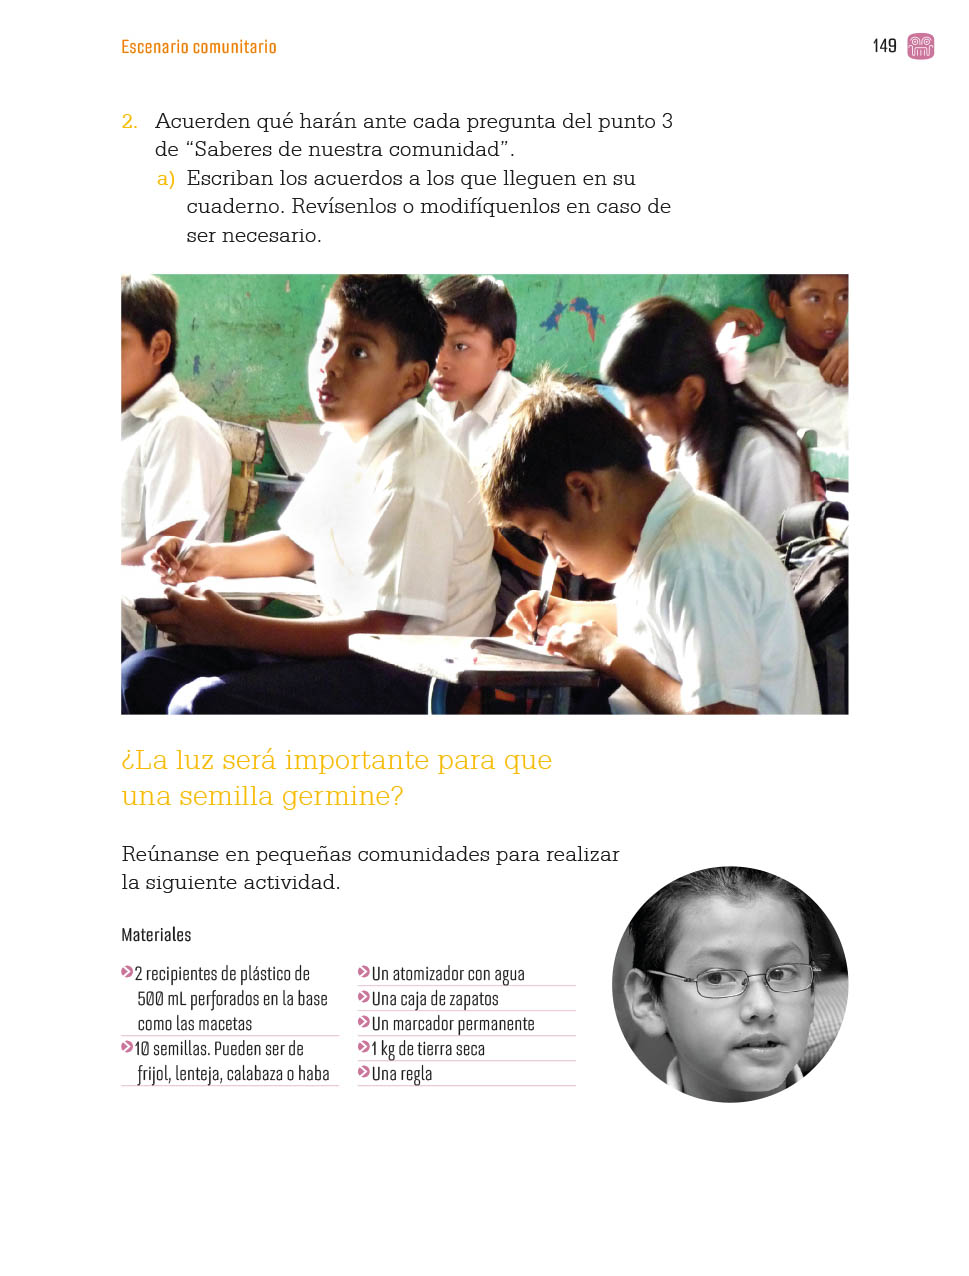 Escenario comunitario
149
2. Acuerden qué harán ante cada pregunta del punto 3
de “Saberes de nuestra comunidad”.
a) Escriban los acuerdos a los que lleguen en su
cuaderno. Revísenlos o modifíquenlos en caso de
ser necesario.
¿La luz será importante para que
una semilla germine?
Reúnanse en pequeñas comunidades para realizar
la siguiente actividad.
Materiales
2 recipientes de plástico de
500 mL perforados en la base
como las macetas
10 semillas. Pueden ser de
frijol, lenteja, calabaza o haba
Un atomizador con agua
Una caja de zapatos
Un marcador permanente
1 kg de tierra seca
Una regla